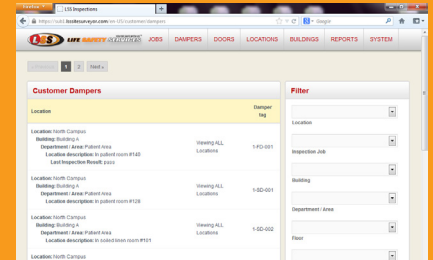 Firefox
LSS Inspections
+
https://
lsslifesurveyor.com/en-US/customer/dampers
Google
LSS LIFE SAFETY SERVICES
JOBS DAMPERS DOORS LOCATIONS BUILDINGS REPORTS SYSTEM
1 2 Next »
Customer Dampers
Filter
Location
Damper
tag
Location: North Campus
Building: Building A
Department / Area: Patient Area
Location description: In patient room #140
Last Inspection Result: pass
Viewing ALL
Locations
1-FD-001
Location: North Campus
Building: Building A
Department / Area: Patient Area
Location description: In patient room #128
Viewing ALL
Locations
1-SD-001
Location: North Campus
Building: Building A
Department / Area: Patient Area
Location description: In soiled linen room #101
Viewing ALL
Locations
1-SD-002
Location: North Campus
Location
Inspection Job
Building
Department / Area
Floor